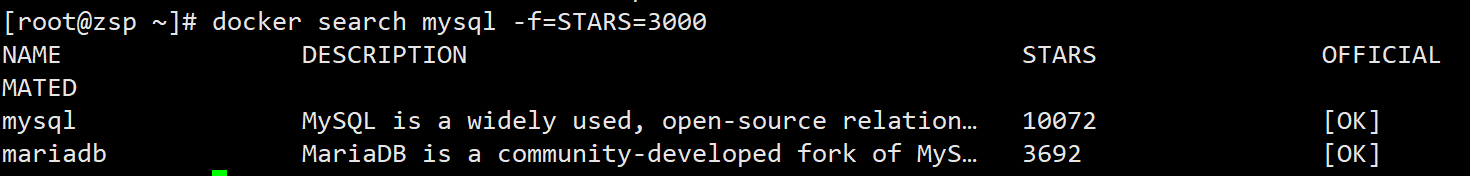 [root@zsp ~]# docker search mysql -f=STARS=3000
NAME DESCRIPTION STARS OFFICIAL
MATED
mysql MySQL is a widely used, open-source relation… 10072 [OK]
mariadb MariaDB is a community-developed fork of MyS… 3692 [OK]